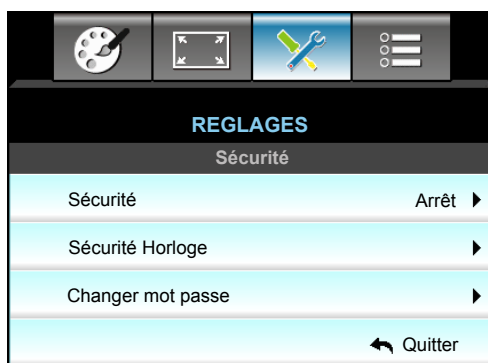 REGLAGES
Sécurité
Sécurité Arrêt
Sécurité Horloge
Changer mot passe
Quitter